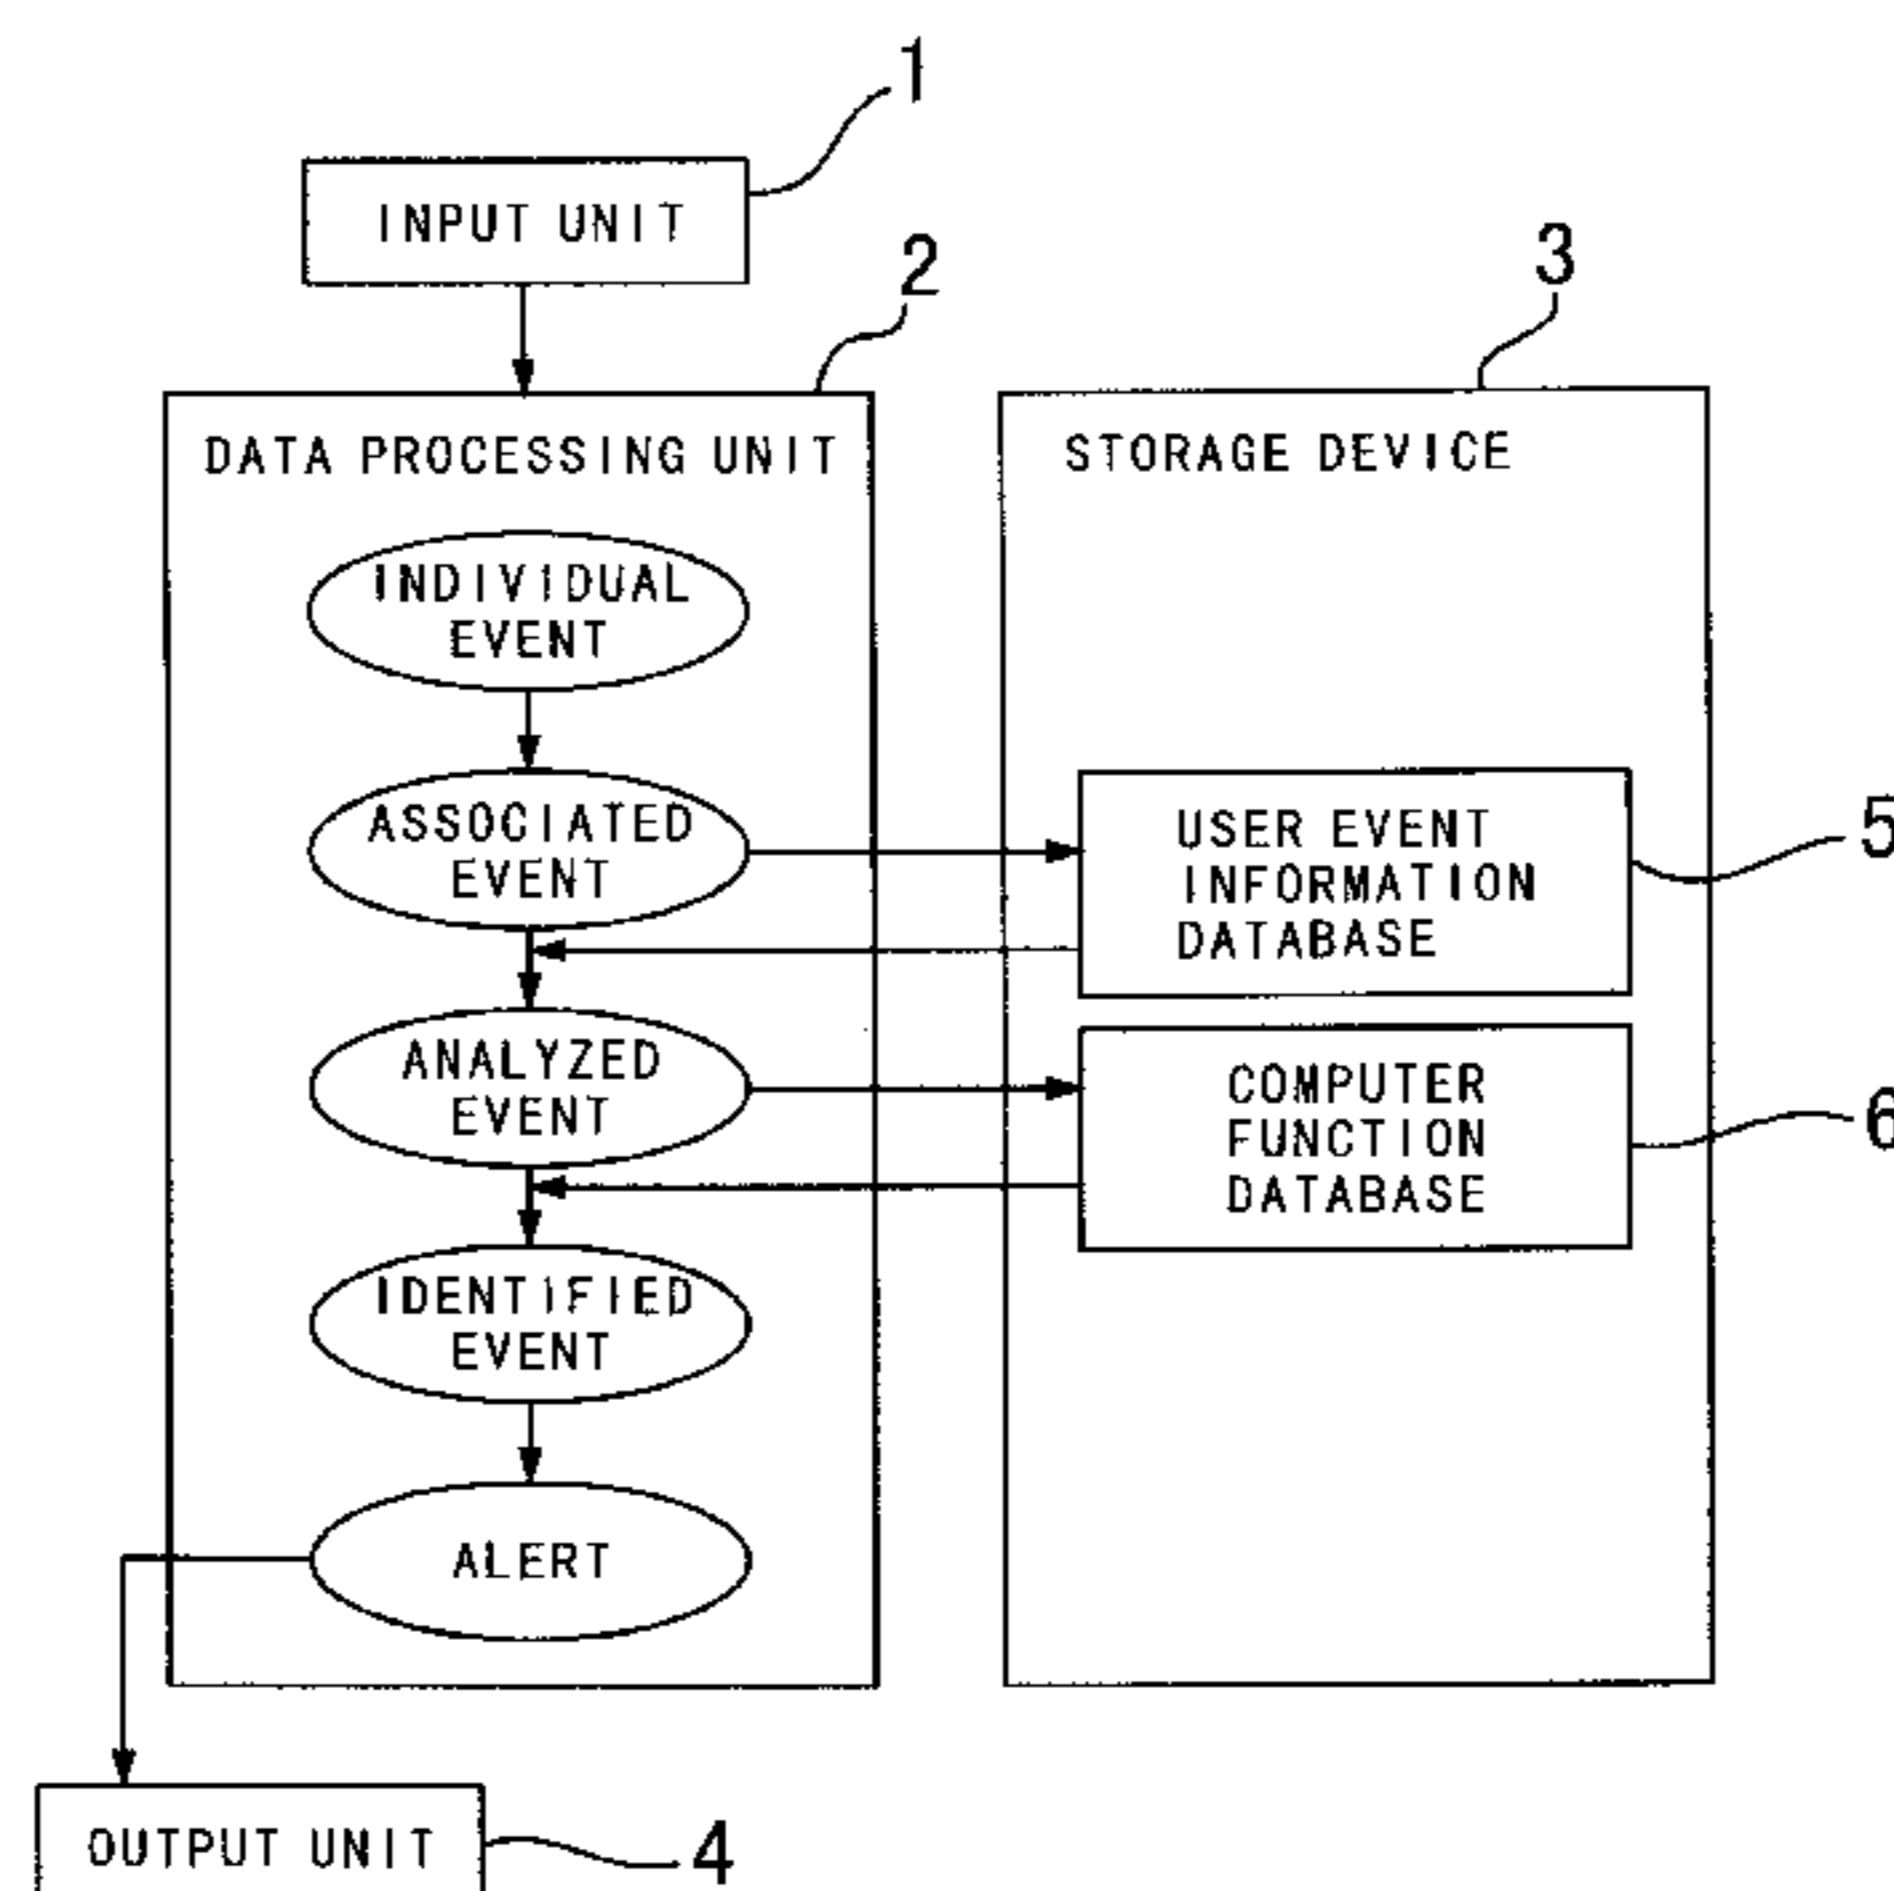 1
INPUT UNIT
2
3
DATA PROCESSING UNIT
STORAGE DEVICE
INDIVIDUAL
EVENT
ASSOCIATED
EVENT
USER EVENT
INFORMATION
DATABASE
5
ANALYZED
EVENT
COMPUTER
FUNCTION
DATABASE
6
IDENTIFIED
EVENT
ALERT
OUTPUT UNIT
4